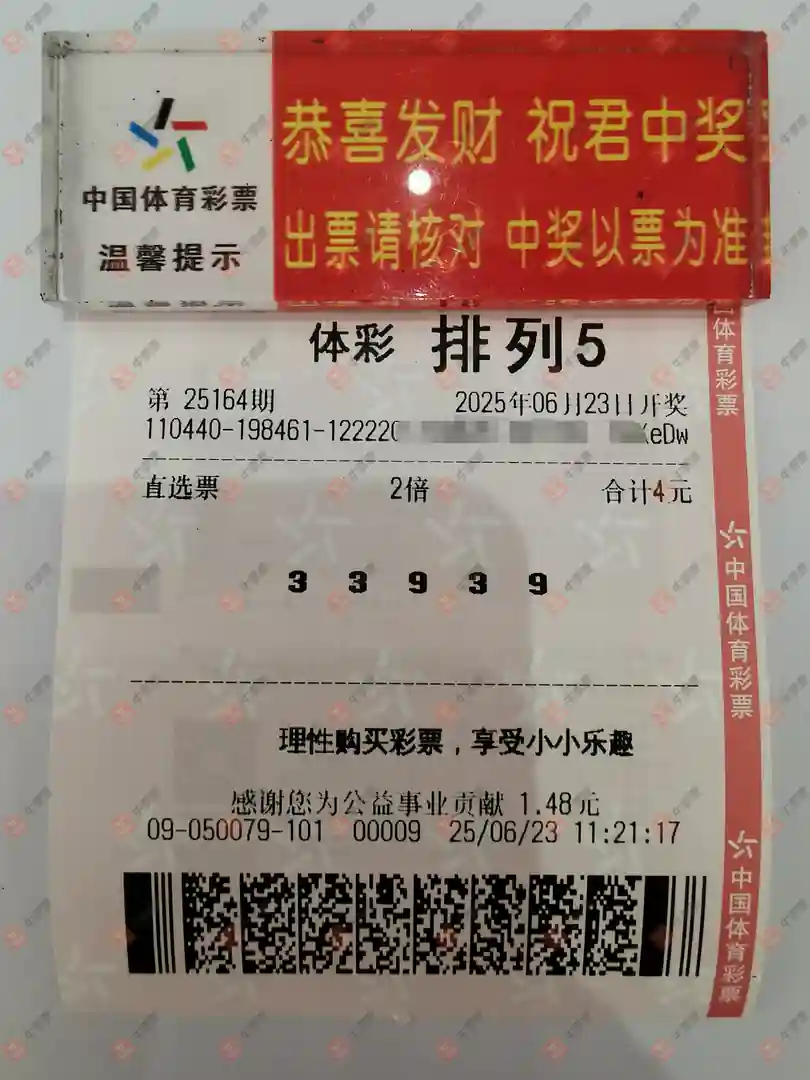 恭喜发财 祝君中奖
中国体育彩票
出票请核对 中奖以票为准
温馨提示
体彩 排列5
第 25164期 2025年06月23日开奖
110440-198461-122220 eDw
直选票 2倍 合计4元
3 3 9 3 9
理性购买彩票，享受小小乐趣
感谢您为公益事业贡献 1.48元
09-050079-101 00009 25/06/23 11:21:17
体育彩票
中国体育彩票
中国体育彩票